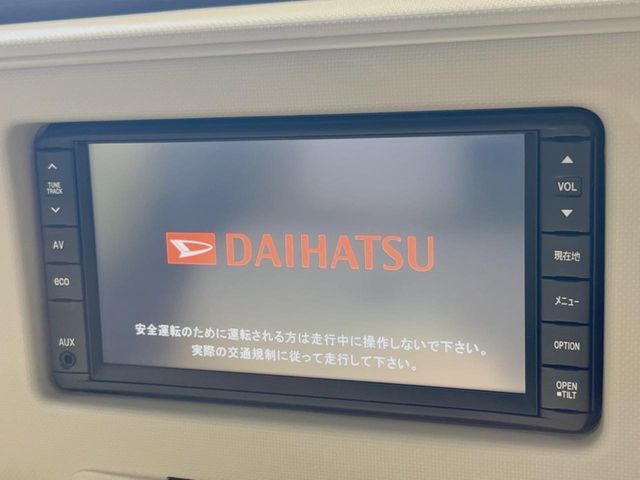 TUNE
TRACK
AV
eco
AUX
DAIHATSU
安全運転のために運転される方は走行中に操作しないで下さい。
実際の交通規制に従って走行して下さい。
VOL
現在地
メニュー
OPTION
OPEN
■TILT